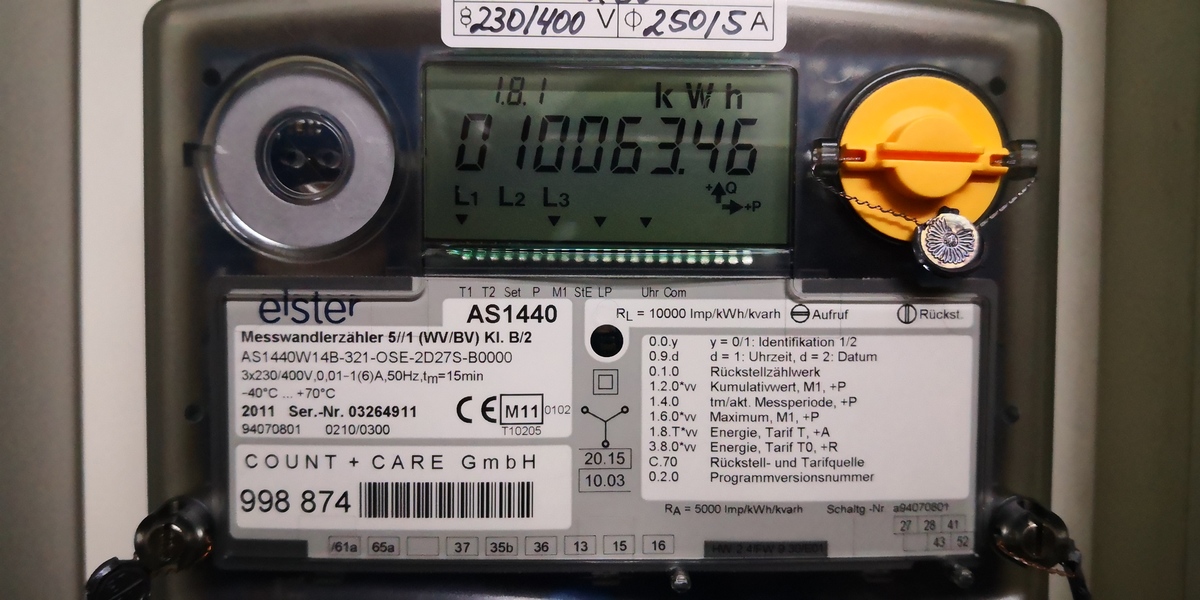 230/400 V 250/5 A
1.8.1 kWh
010063.46
L1 L2 L3 +Q
+P
T1 T2 Set P M1 StE LP Uhr Com
elster
AS1440
Messwandlerzähler 5//1 (WV/BV) Kl. B/2
AS1440W14B-321-OSE-2D27S-B0000
3x230/400V,0,01-1(6)A,50Hz,tm=15min
-40°C ... +70°C
2011 Ser.-Nr. 03264911
94070801 0210/0300
CE M11 0102
T10205
COUNT + CARE GmbH
998 874
20.15
10.03
RL = 10000 Imp/kWh/kvarh Aufruf Rückst.
0.0.y y = 0/1: Identifikation 1/2
0.9.d d = 1: Uhrzeit, d = 2: Datum
0.1.0 Rückstellzählwerk
1.2.0*vv Kumulativwert, M1, +P
1.4.0 tm/akt. Messperiode, +P
1.6.0*vv Maximum, M1, +P
1.8.T*vv Energie, Tarif T, +A
3.8.0*vv Energie, Tarif T0, +R
C.70 Rückstell- und Tarifquelle
0.2.0 Programmversionsnummer
RA = 5000 Imp/kWh/kvarh Schaltg.-Nr. a94070801
27 28 41
43 52
/61a 65a 37 35b 36 13 15 16